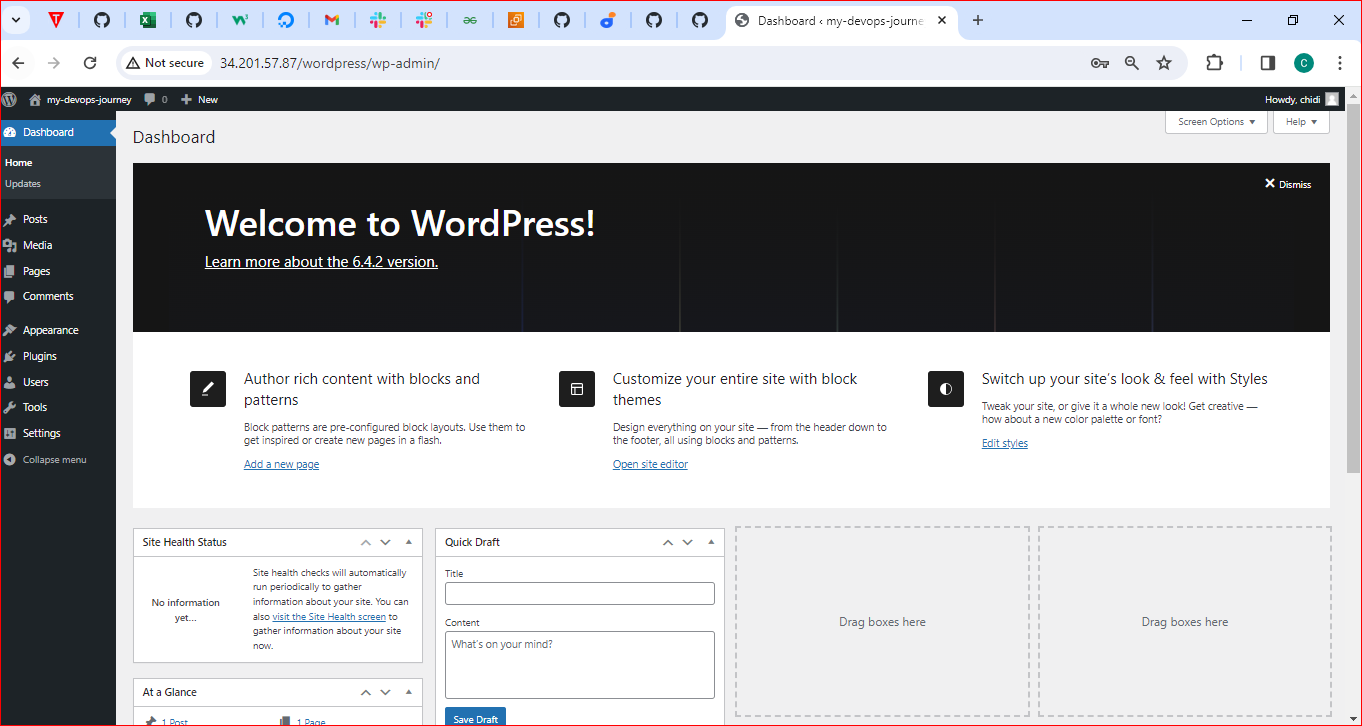 Dashboard ‹ my-devops-journe
Not secure
34.201.57.87/wordpress/wp-admin/
C
my-devops-journey
0
New
Howdy, chidi
Dashboard
Home
Updates
Posts
Media
Pages
Comments
Appearance
Plugins
Users
Tools
Settings
Collapse menu
Dashboard
Screen Options
Help
Dismiss
Welcome to WordPress!
Learn more about the 6.4.2 version.
Author rich content with blocks and
patterns
Block patterns are pre-configured block layouts. Use them to
get inspired or create new pages in a flash.
Add a new page
Customize your entire site with block
themes
Design everything on your site — from the header down to
the footer, all using blocks and patterns.
Open site editor
Switch up your site’s look & feel with Styles
Tweak your site, or give it a whole new look! Get creative —
how about a new color palette or font?
Edit styles
Site Health Status
No information
yet...
Site health checks will automatically
run periodically to gather
information about your site. You can
also visit the Site Health screen to
gather information about your site
now.
At a Glance
1 Post
1 Page
Quick Draft
Title
Content
What’s on your mind?
Save Draft
Drag boxes here
Drag boxes here